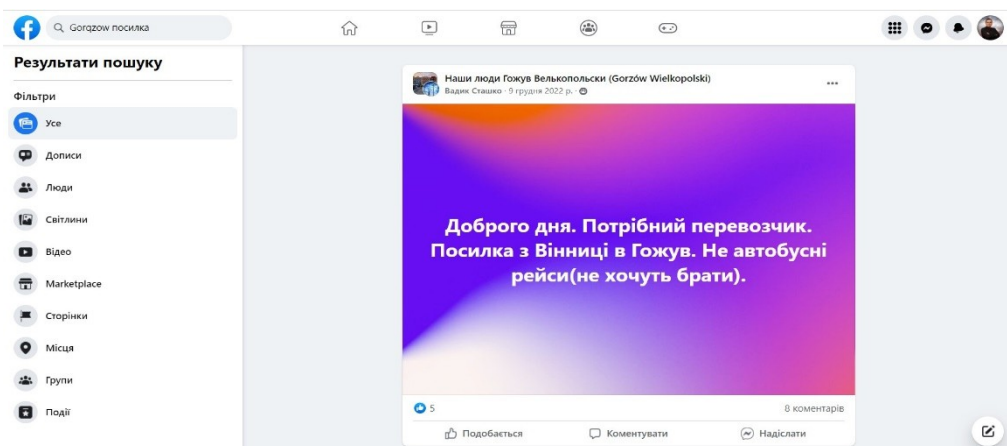 Gorqzow посилка
Результати пошуку
Фільтри
Усе
Дописи
Люди
Світлини
Відео
Marketplace
Сторінки
Місця
Групи
Події
Наши люди Гожув Велькопольски (Gorzów Wielkopolski)
Вадик Сташко · 9 грудня 2022 р. ·
Доброго дня. Потрібний перевозчик.
Посилка з Вінниці в Гожув. Не автобусні
рейси(не хочуть брати).
5
8 коментарів
Подобається
Коментувати
Надіслати